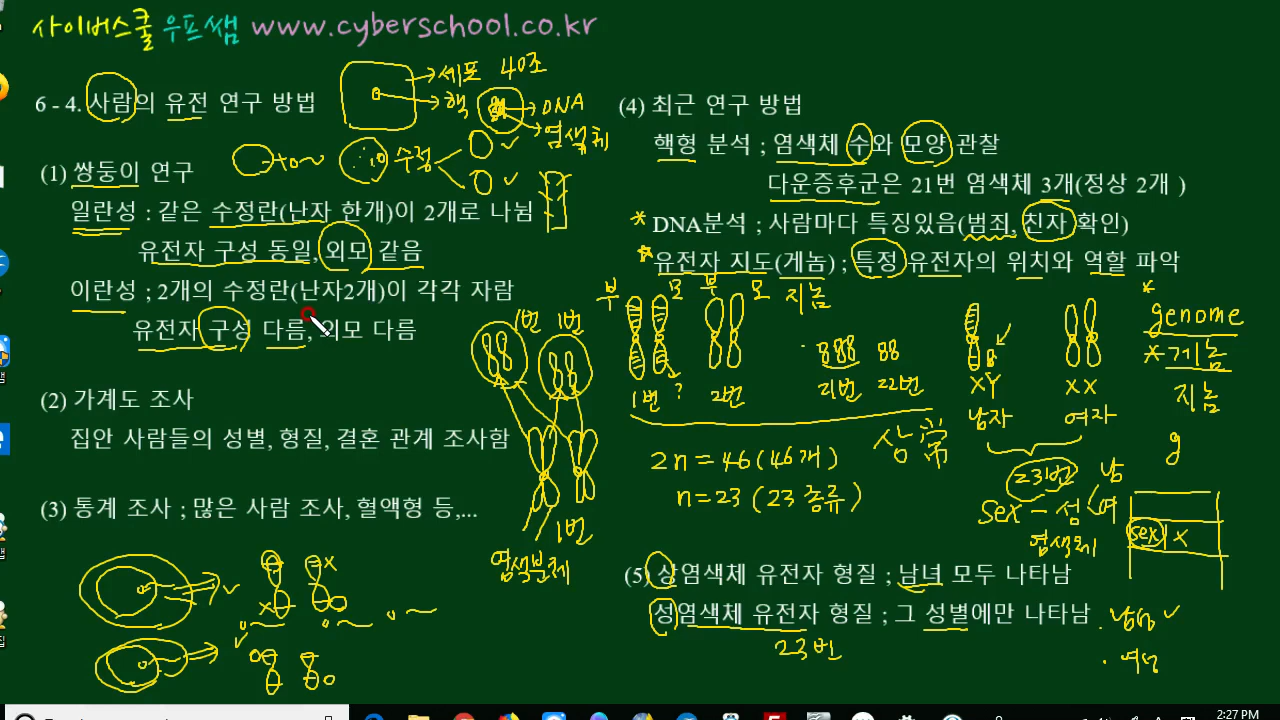 사이버스쿨 우프쌤 www.cyberschool.co.kr
6 - 4. 사람의 유전 연구 방법
세포 40조
핵
DNA
염색체
수정
(1) 쌍둥이 연구
일란성 : 같은 수정란(난자 한개)이 2개로 나뉨
유전자 구성 동일, 외모 같음
이란성 ; 2개의 수정란(난자2개)이 각각 자람
유전자 구성 다름, 외모 다름
1번 1번
(2) 가계도 조사
집안 사람들의 성별, 형질, 결혼 관계 조사함
(3) 통계 조사 ; 많은 사람 조사, 혈액형 등,...
1번
염색분체
(4) 최근 연구 방법
핵형 분석 ; 염색체 수와 모양 관찰
다운증후군은 21번 염색체 3개(정상 2개 )
* DNA분석 ; 사람마다 특징있음(범죄, 친자 확인)
* 유전자 지도(게놈) ; 특정 유전자의 위치와 역할 파악
부 모 부 모 지놈
1번 ? 2번 21번 22번
XY XX
남자 여자
*
genome
*게놈
지놈
g
2n = 46 (46개)
n = 23 (23 종류)
상 常
23번
남
여
sex - 성
염색체
sex x
(5) 상염색체 유전자 형질 ; 남녀 모두 나타남
성염색체 유전자 형질 ; 그 성별에만 나타남
23번
2:27 PM